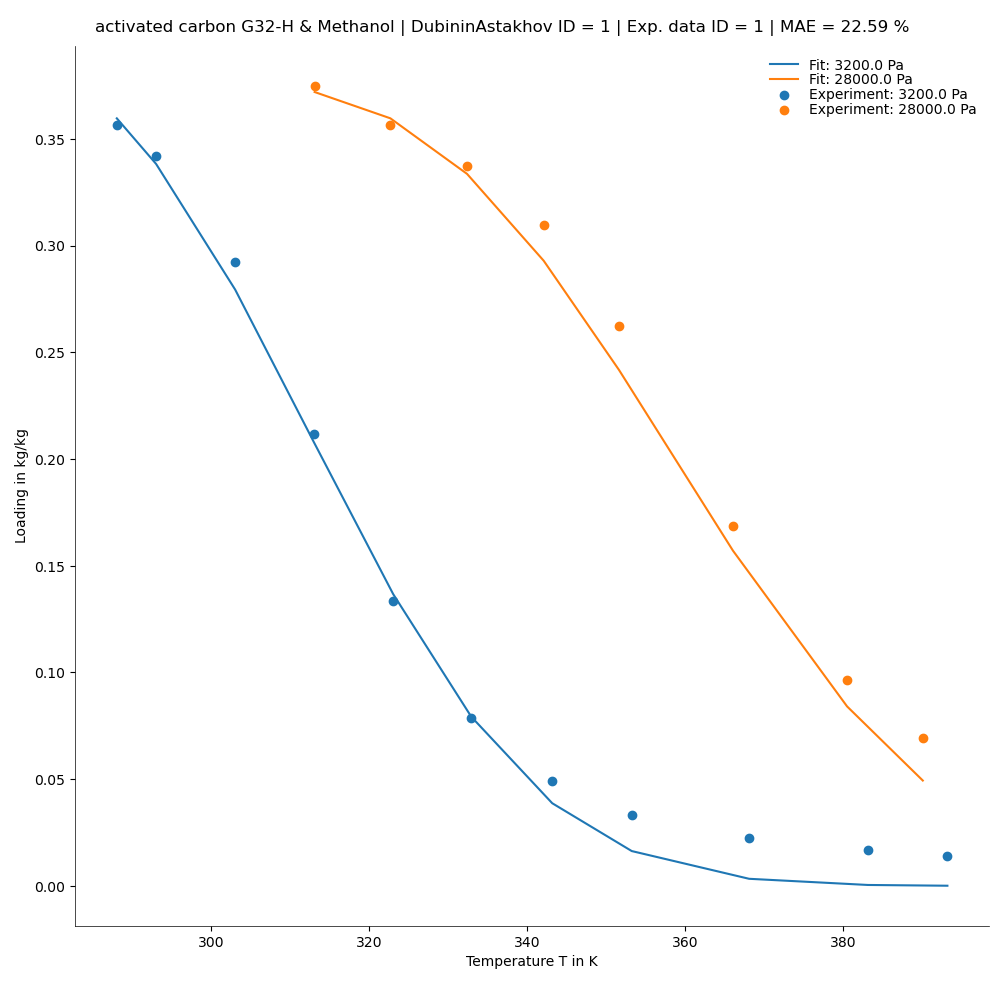 activated carbon G32-H & Methanol | DubininAstakhov ID = 1 | Exp. data ID = 1 | MAE = 22.59 %
Fit: 3200.0 Pa
Fit: 28000.0 Pa
Experiment: 3200.0 Pa
Experiment: 28000.0 Pa
Loading in kg/kg
0.35
0.30
0.25
0.20
0.15
0.10
0.05
0.00
300
320
340
360
380
Temperature T in K